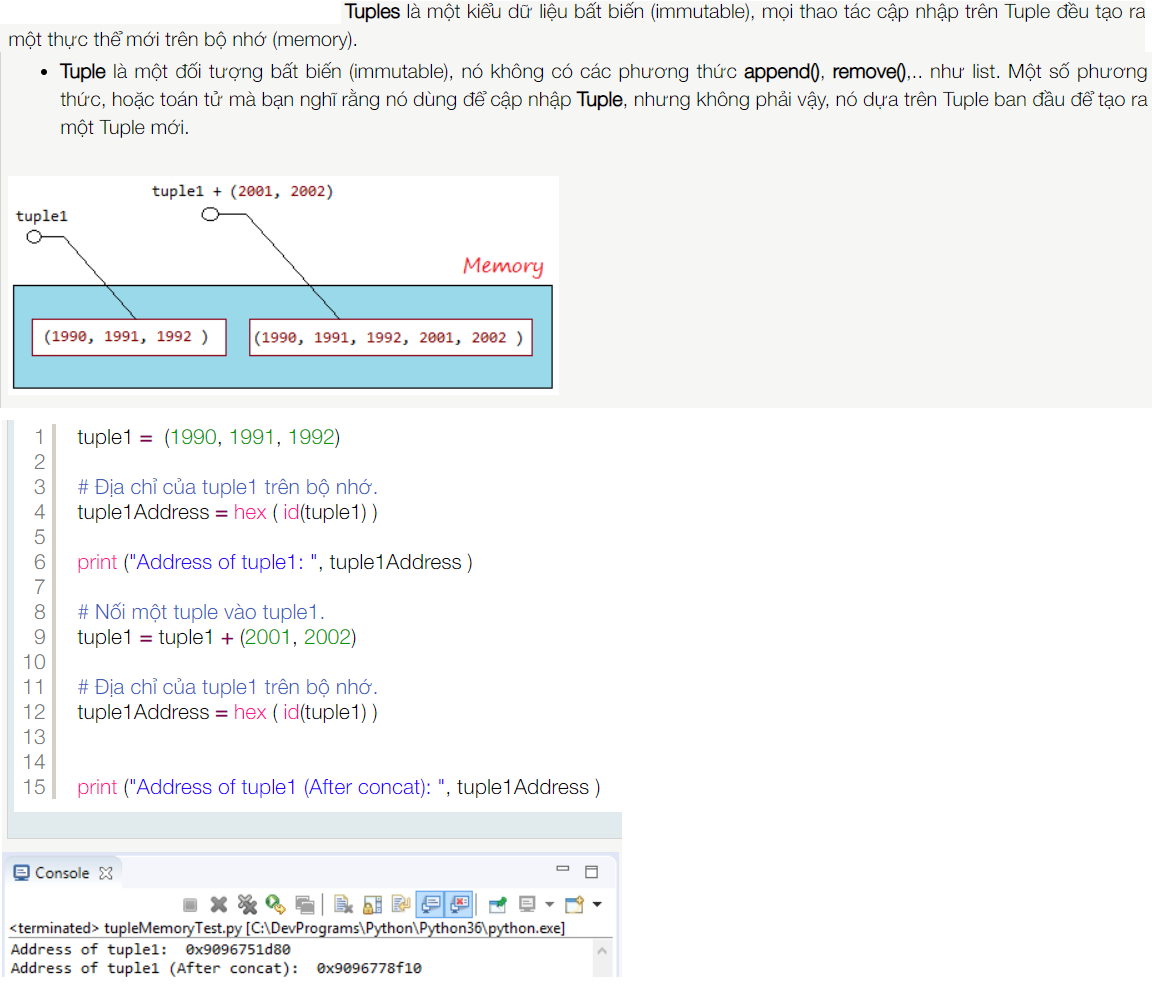 Tuples là một kiểu dữ liệu bất biến (immutable), mọi thao tác cập nhập trên Tuple đều tạo ra
một thực thể mới trên bộ nhớ (memory).
• Tuple là một đối tượng bất biến (immutable), nó không có các phương thức append(), remove(),.. như list. Một số phương
thức, hoặc toán tử mà bạn nghĩ rằng nó dùng để cập nhập Tuple, nhưng không phải vậy, nó dựa trên Tuple ban đầu để tạo ra
một Tuple mới.
tuple1 + (2001, 2002)
tuple1
Memory
(1990, 1991, 1992 )
(1990, 1991, 1992, 2001, 2002 )
1 tuple1 = (1990, 1991, 1992)
2
3 # Địa chỉ của tuple1 trên bộ nhớ.
4 tuple1Address = hex ( id(tuple1) )
5
6 print ("Address of tuple1: ", tuple1Address )
7
8 # Nối một tuple vào tuple1.
9 tuple1 = tuple1 + (2001, 2002)
10
11 # Địa chỉ của tuple1 trên bộ nhớ.
12 tuple1Address = hex ( id(tuple1) )
13
14
15 print ("Address of tuple1 (After concat): ", tuple1Address )
Console
<terminated> tupleMemoryTest.py [C:\DevPrograms\Python\Python36\python.exe]
Address of tuple1:  0x9096751d80
Address of tuple1 (After concat):  0x9096778f10